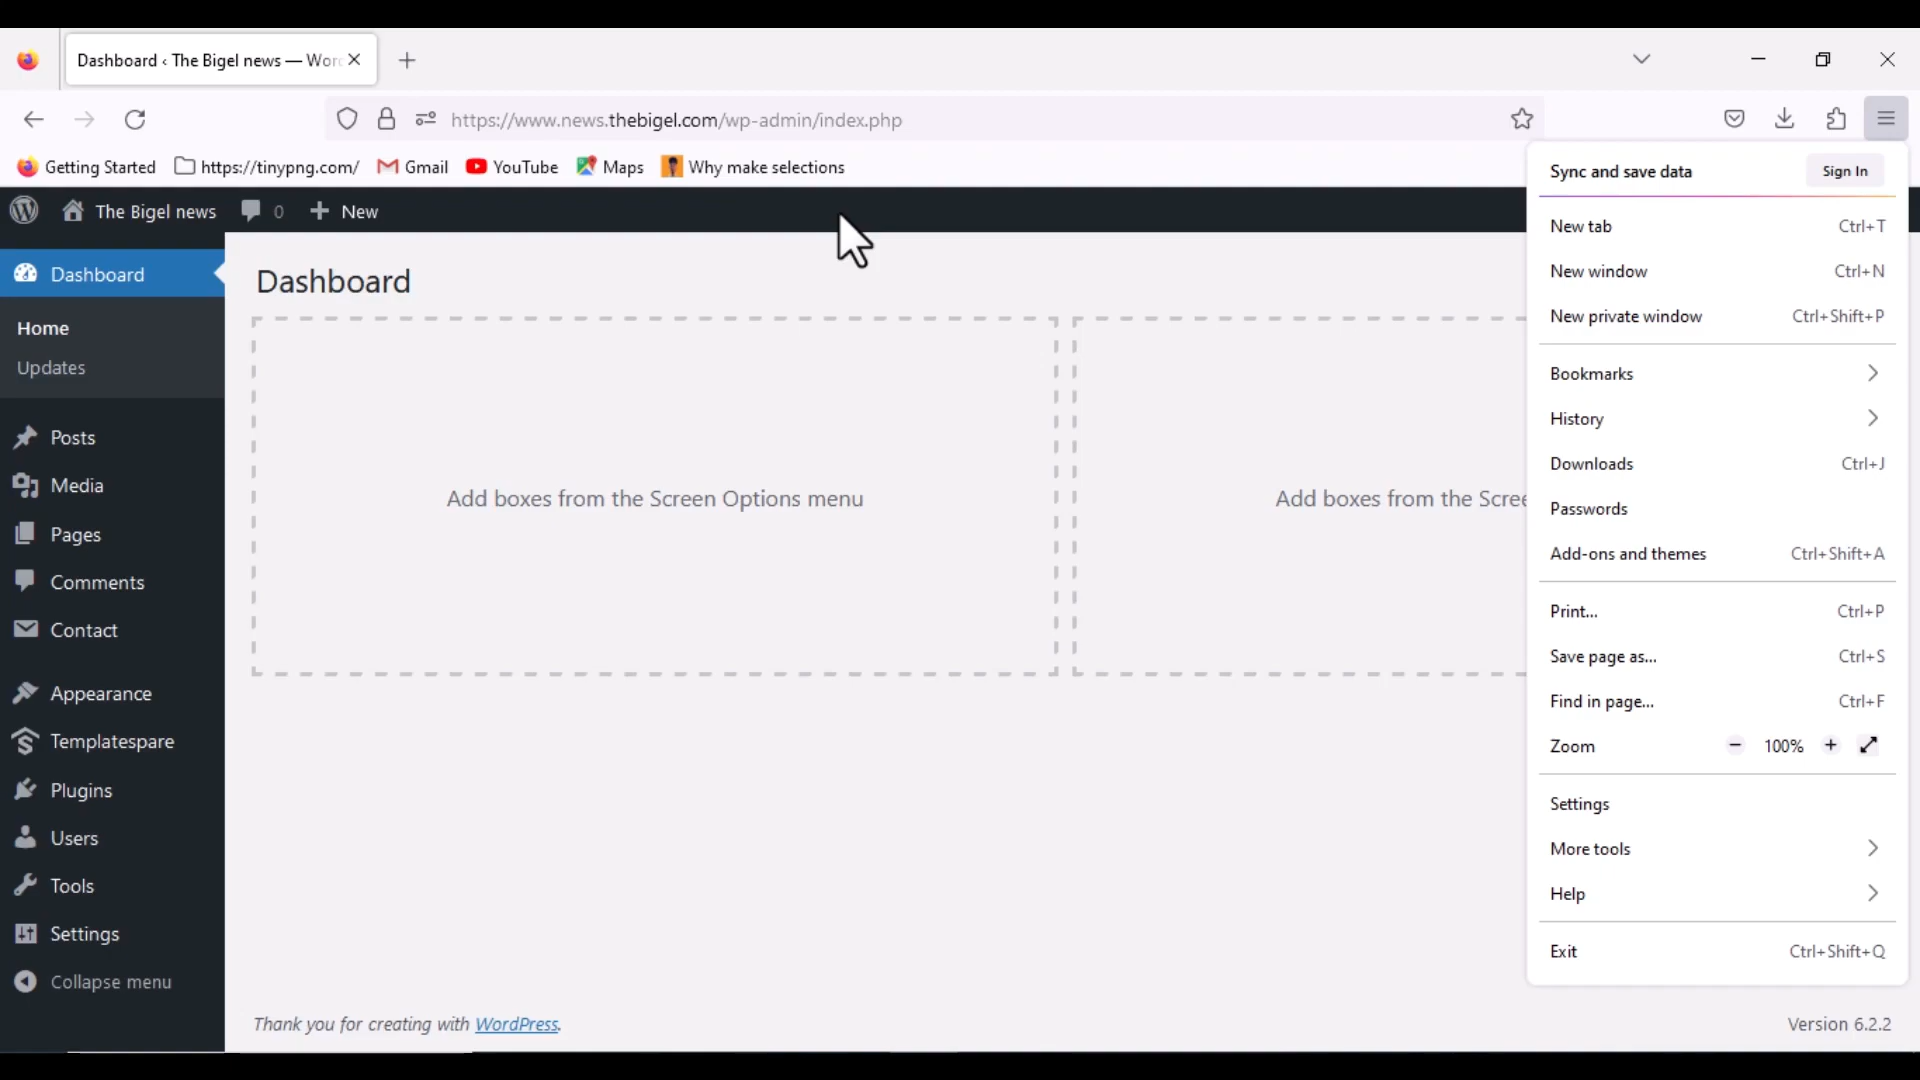 Dashboard ‹ The Bigel news — Wor
https://www.news.thebigel.com/wp-admin/index.php
Getting Started https://tinypng.com/ Gmail YouTube Maps Why make selections
The Bigel news 0 New
Dashboard
Home
Updates
Posts
Media
Pages
Comments
Contact
Appearance
Templatespare
Plugins
Users
Tools
Settings
Collapse menu
Dashboard
Add boxes from the Screen Options menu
Add boxes from the Scree
Thank you for creating with WordPress.
Version 6.2.2
Sync and save data Sign In
New tab Ctrl+T
New window Ctrl+N
New private window Ctrl+Shift+P
Bookmarks
History
Downloads Ctrl+J
Passwords
Add-ons and themes Ctrl+Shift+A
Print... Ctrl+P
Save page as... Ctrl+S
Find in page... Ctrl+F
Zoom − 100% +
Settings
More tools
Help
Exit Ctrl+Shift+Q